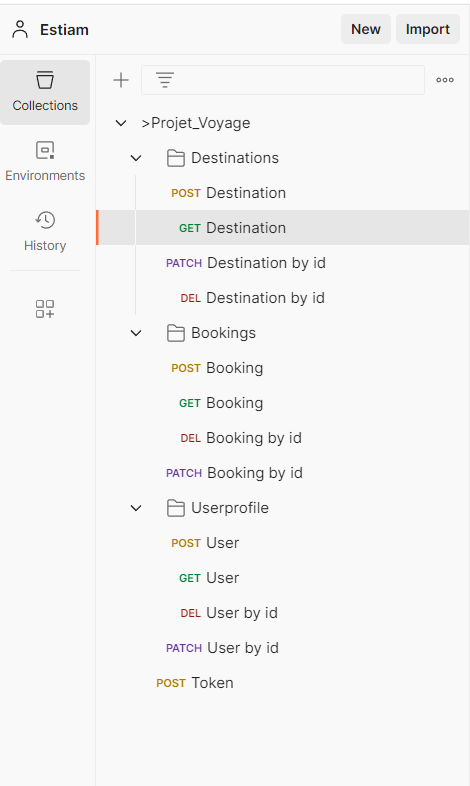 Estiam New Import
Collections
Environments
History
>Projet_Voyage
Destinations
POST Destination
GET Destination
PATCH Destination by id
DEL Destination by id
Bookings
POST Booking
GET Booking
DEL Booking by id
PATCH Booking by id
Userprofile
POST User
GET User
DEL User by id
PATCH User by id
POST Token